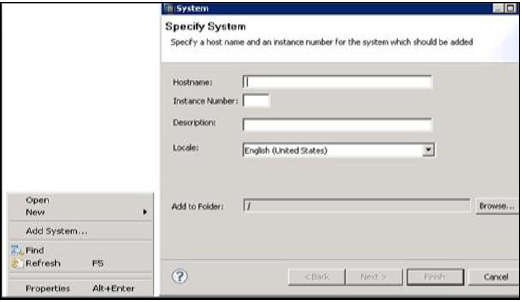 System
Specify System
Specify a host name and an instance number for the system which should be added
Hostname:
Instance Number:
Description:
Locale:
English (United States)
Add to Folder:
/
Browse...
Open
New
Add System...
Find
Refresh F5
Properties Alt+Enter
?
< Back
Next >
Finish
Cancel